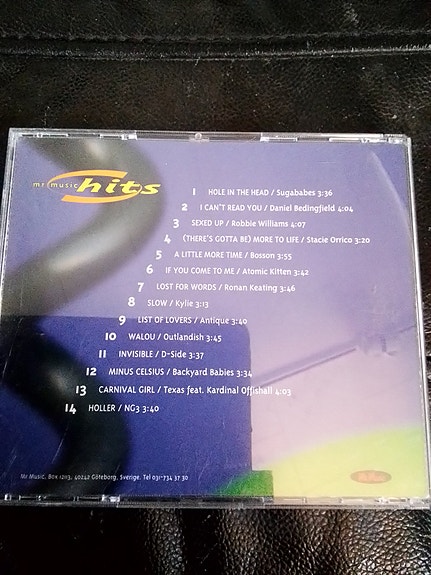 mr music hits
1 HOLE IN THE HEAD / Sugababes 3:36
2 I CAN'T READ YOU / Daniel Bedingfield 4:04
3 SEXED UP / Robbie Williams 4:07
4 (THERE'S GOTTA BE) MORE TO LIFE / Stacie Orrico 3:20
5 A LITTLE MORE TIME / Bosson 3:55
6 IF YOU COME TO ME / Atomic Kitten 3:42
7 LOST FOR WORDS / Ronan Keating 3:46
8 SLOW / Kylie 3:13
9 LIST OF LOVERS / Antique 3:40
10 WALOU / Outlandish 3:45
11 INVISIBLE / D-Side 3:37
12 MINUS CELSIUS / Backyard Babies 3:34
13 CARNIVAL GIRL / Texas feat. Kardinal Offishall 4:03
14 HOLLER / NG3 3:40
Mr Music, Box 12113, 40242 Göteborg, Sverige. Tel 031-734 37 30